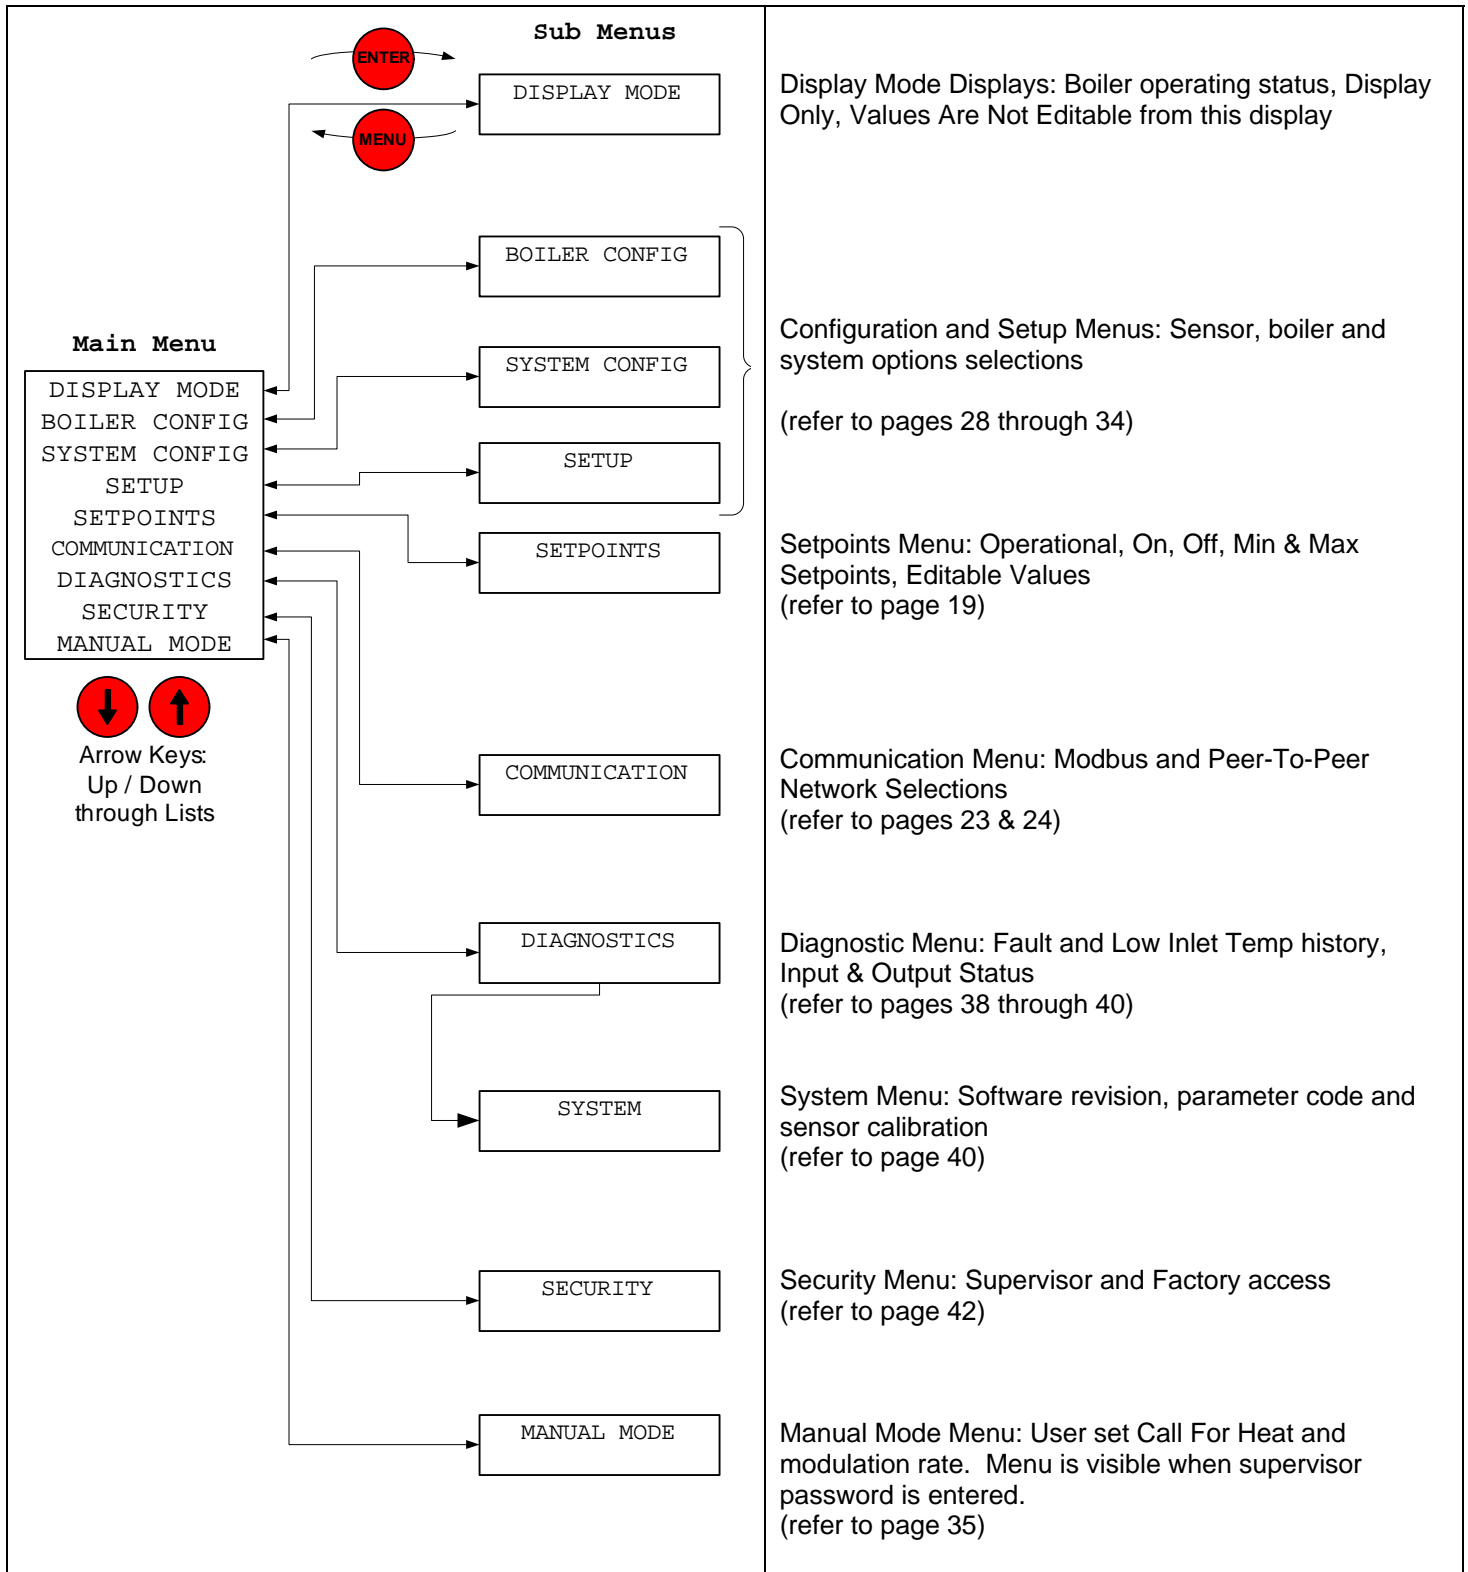 Sub Menus
ENTER
MENU
DISPLAY MODE
Display Mode Displays: Boiler operating status, Display
Only, Values Are Not Editable from this display
BOILER CONFIG
SYSTEM CONFIG
SETUP
Configuration and Setup Menus: Sensor, boiler and
system options selections
(refer to pages 28 through 34)
Main Menu
DISPLAY MODE
BOILER CONFIG
SYSTEM CONFIG
SETUP
SETPOINTS
COMMUNICATION
DIAGNOSTICS
SECURITY
MANUAL MODE
Arrow Keys:
Up / Down
through Lists
SETPOINTS
Setpoints Menu: Operational, On, Off, Min & Max
Setpoints, Editable Values
(refer to page 19)
COMMUNICATION
Communication Menu: Modbus and Peer-To-Peer
Network Selections
(refer to pages 23 & 24)
DIAGNOSTICS
Diagnostic Menu: Fault and Low Inlet Temp history,
Input & Output Status
(refer to pages 38 through 40)
SYSTEM
System Menu: Software revision, parameter code and
sensor calibration
(refer to page 40)
SECURITY
Security Menu: Supervisor and Factory access
(refer to page 42)
MANUAL MODE
Manual Mode Menu: User set Call For Heat and
modulation rate.  Menu is visible when supervisor
password is entered.
(refer to page 35)